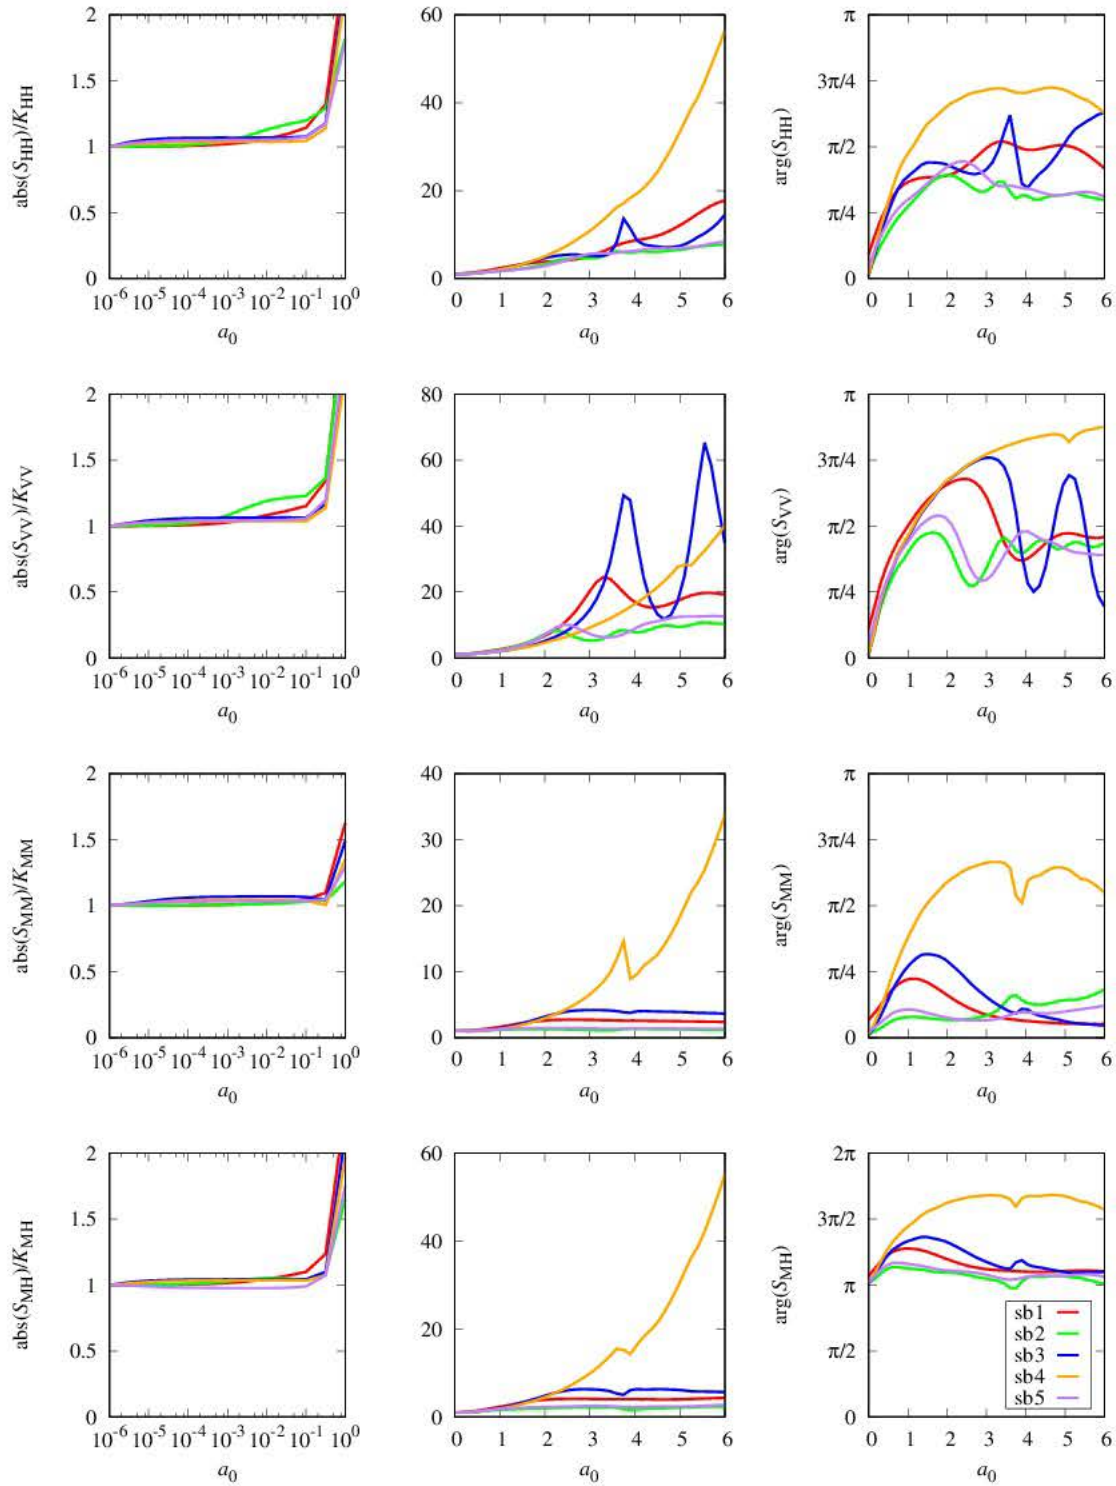 abs(S_HH)/K_HH
2
1.5
1
0.5
0
10^-6 10^-5 10^-4 10^-3 10^-2 10^-1 10^0
a_0
60
40
20
0
0 1 2 3 4 5 6
a_0
arg(S_HH)
π
3π/4
π/2
π/4
0
0 1 2 3 4 5 6
a_0
abs(S_VV)/K_VV
2
1.5
1
0.5
0
10^-6 10^-5 10^-4 10^-3 10^-2 10^-1 10^0
a_0
80
60
40
20
0
0 1 2 3 4 5 6
a_0
arg(S_VV)
π
3π/4
π/2
π/4
0
0 1 2 3 4 5 6
a_0
abs(S_MM)/K_MM
2
1.5
1
0.5
0
10^-6 10^-5 10^-4 10^-3 10^-2 10^-1 10^0
a_0
40
30
20
10
0
0 1 2 3 4 5 6
a_0
arg(S_MM)
π
3π/4
π/2
π/4
0
0 1 2 3 4 5 6
a_0
abs(S_MH)/K_MH
2
1.5
1
0.5
0
10^-6 10^-5 10^-4 10^-3 10^-2 10^-1 10^0
a_0
60
40
20
0
0 1 2 3 4 5 6
a_0
arg(S_MH)
2π
3π/2
π
π/2
0
sb1
sb2
sb3
sb4
sb5
0 1 2 3 4 5 6
a_0